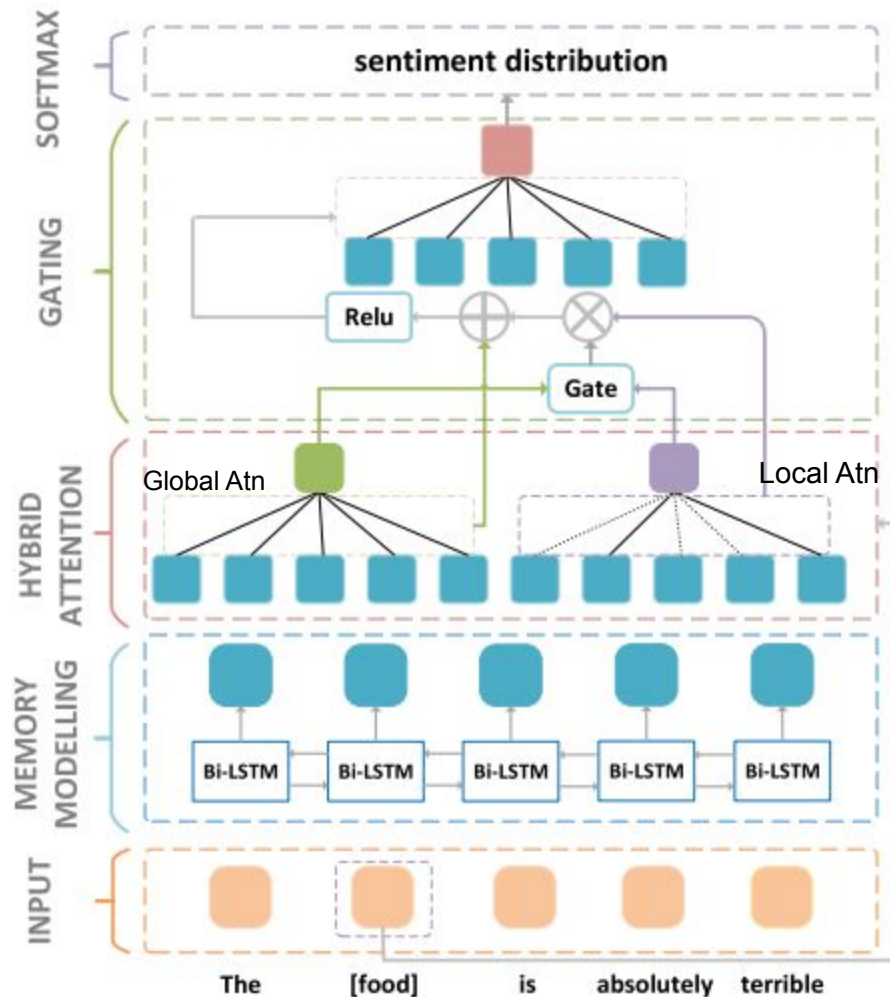 SOFTMAX
sentiment distribution
GATING
Relu
Gate
HYBRID
ATTENTION
Global Atn
Local Atn
MEMORY
MODELLING
Bi-LSTM
Bi-LSTM
Bi-LSTM
Bi-LSTM
Bi-LSTM
INPUT
The [food] is absolutely terrible